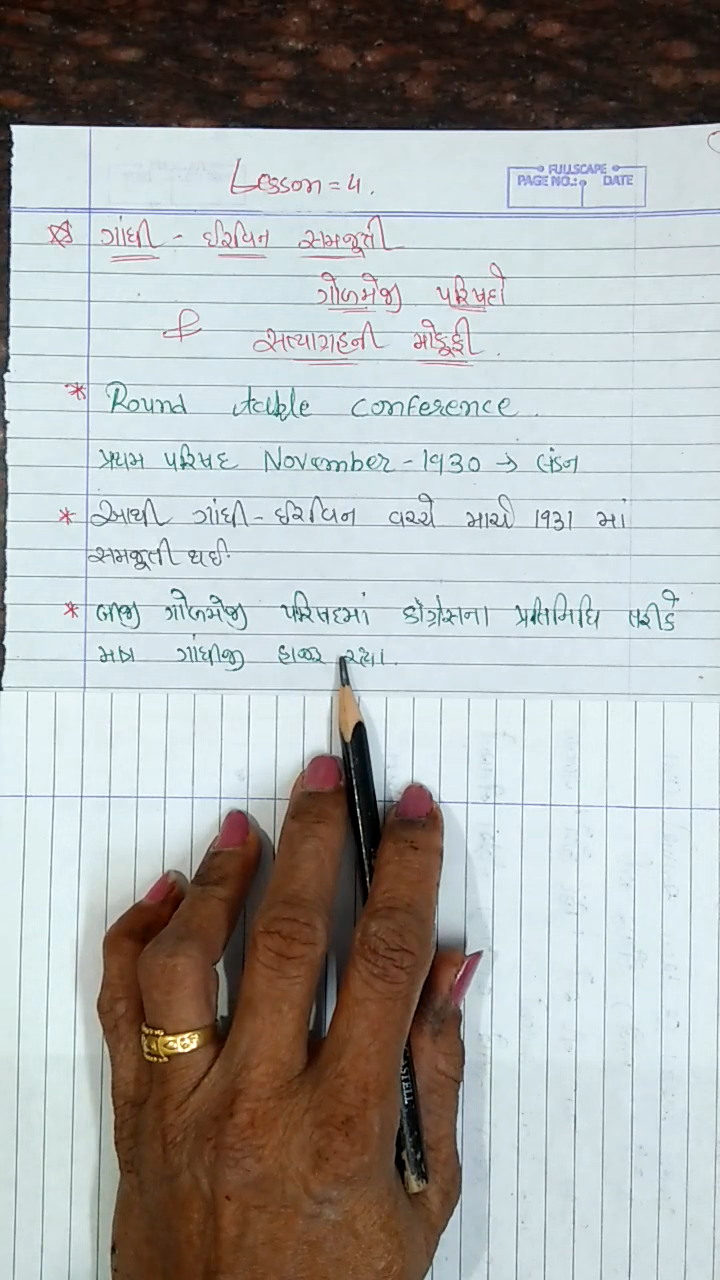 FULLSCAPE
PAGE NO.: DATE
Lesson = 4.
ગાંધી - ઈરવિન સમજૂતી
ગોળમેજી પરિષદો
&
સત્યાગ્રહની મોકૂફી.
* Round table conference.
પ્રથમ પરિષદ November - 1930 → લંડન
* આથી ગાંધી - ઈરવિન વચ્ચે માર્ચ 1931 માં
સમજૂતી થઈ.
* બીજી ગોળમેજી પરિષદમાં કોંગ્રેસના પ્રતિનિધિ તરીકે
માત્ર ગાંધીજી હાજર રહ્યા.
CASTELL